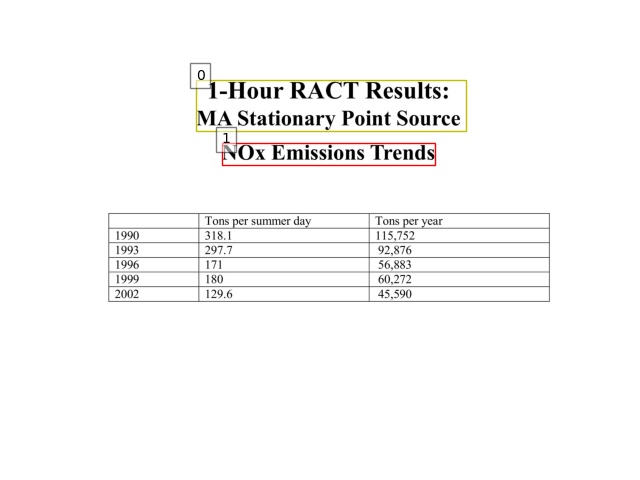 0
1-Hour RACT Results:
MA Stationary Point Source
1
NOx Emissions Trends
Tons per summer day Tons per year
1990 318.1 115,752
1993 297.7 92,876
1996 171 56,883
1999 180 60,272
2002 129.6 45,590